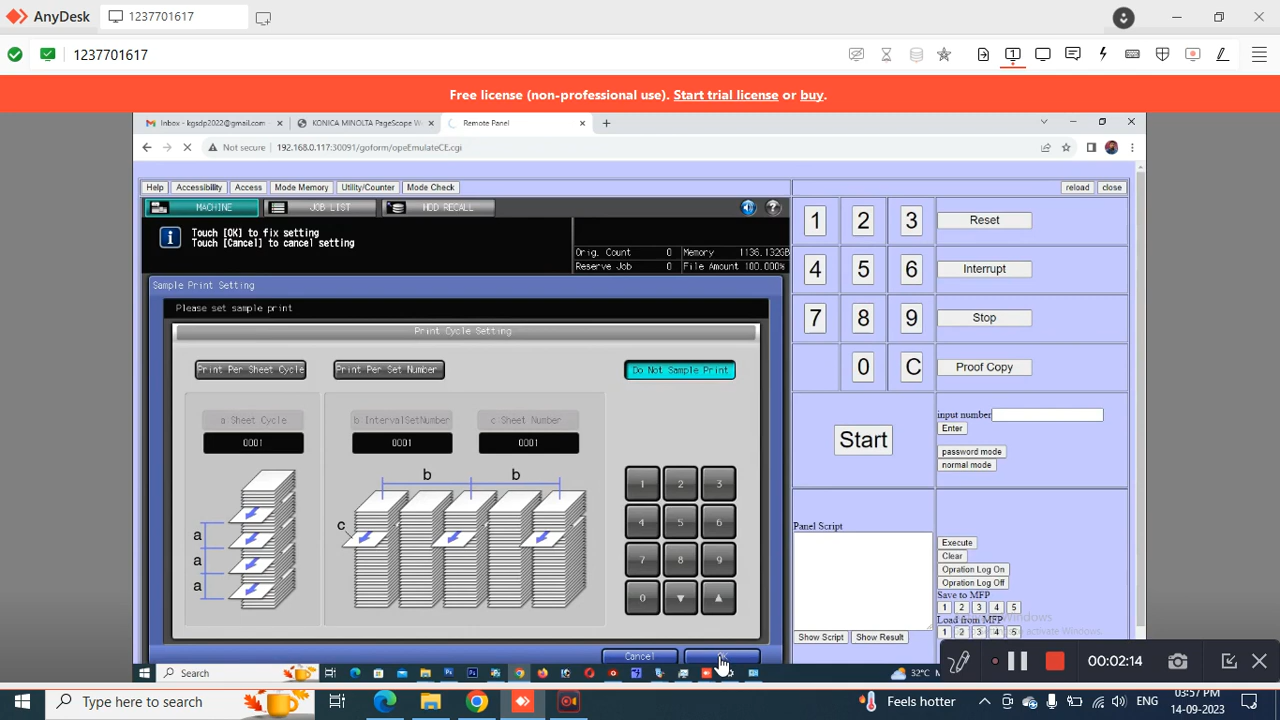 AnyDesk
1237701617
1237701617
Free license (non-professional use). Start trial license or buy.
Inbox - kgsdp2022@gmail.com
KONICA MINOLTA PageScope W
Remote Panel
Not secure 192.168.0.117:30091/goform/opeEmulateCE.cgi
Help Accessibility Access Mode Memory Utility/Counter Mode Check
reload close
MACHINE JOB LIST HDD RECALL
Touch [OK] to fix setting
Touch [Cancel] to cancel setting
Orig. Count 0 Memory 1136.132GB
Reserve Job 0 File Amount 100.000%
Sample Print Setting
Please set sample print
Print Cycle Setting
Print Per Sheet Cycle Print Per Set Number Do Not Sample Print
a Sheet Cycle b IntervalSetNumber c Sheet Number
0001 0001 0001
b b
c
a
a
a
1 2 3
4 5 6
7 8 9
0 ▼ ▲
Cancel OK
1 2 3 Reset
4 5 6 Interrupt
7 8 9 Stop
0 C Proof Copy
Start
input number
Enter
password mode
normal mode
Panel Script
Execute
Clear
Opration Log On
Opration Log Off
Save to MFP
1 2 3 4 5
Load from MFP
1 2 3 4 5
Show Script Show Result
Search
32°C
00:02:14
Type here to search
Feels hotter
ENG
03:57 PM
14-09-2023